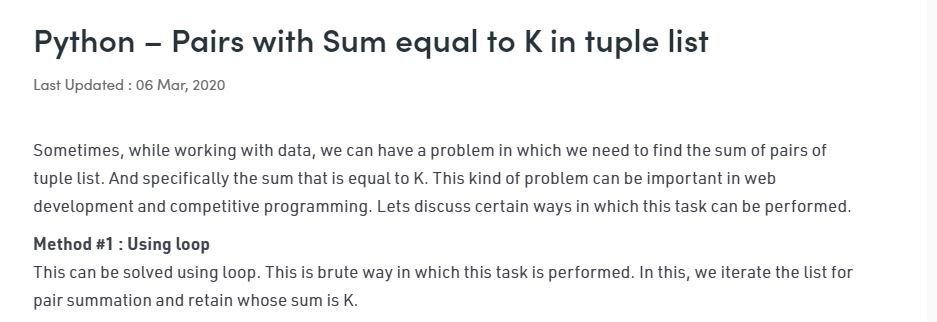 Python – Pairs with Sum equal to K in tuple list
Last Updated : 06 Mar, 2020
Sometimes, while working with data, we can have a problem in which we need to find the sum of pairs of
tuple list. And specifically the sum that is equal to K. This kind of problem can be important in web
development and competitive programming. Lets discuss certain ways in which this task can be performed.
Method #1 : Using loop
This can be solved using loop. This is brute way in which this task is performed. In this, we iterate the list for
pair summation and retain whose sum is K.